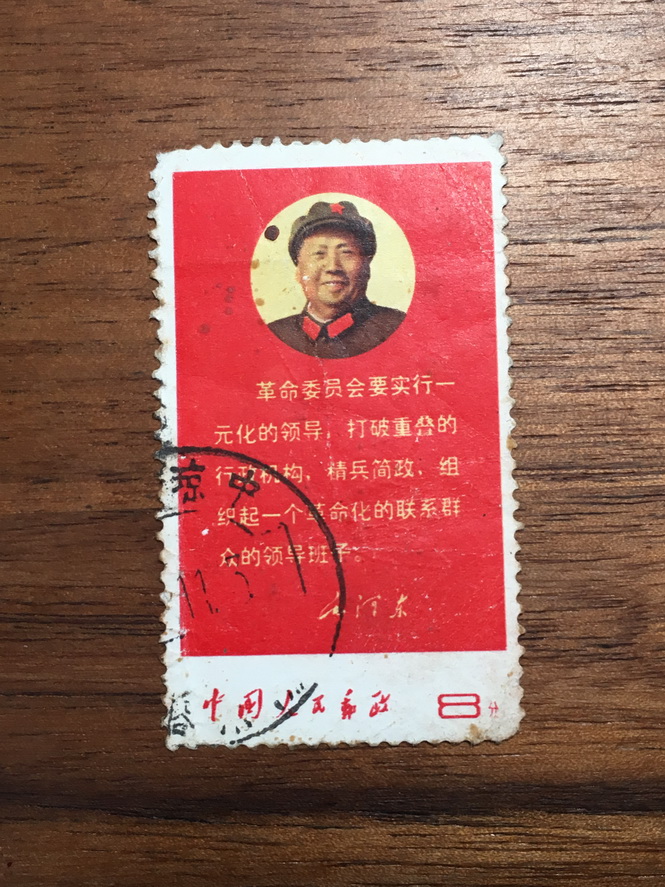 革命委员会要实行一
元化的领导，打破重叠的
行政机构，精兵简政，组
织起一个革命化的联系群
众的领导班子。
毛泽东
中国人民邮政 8分